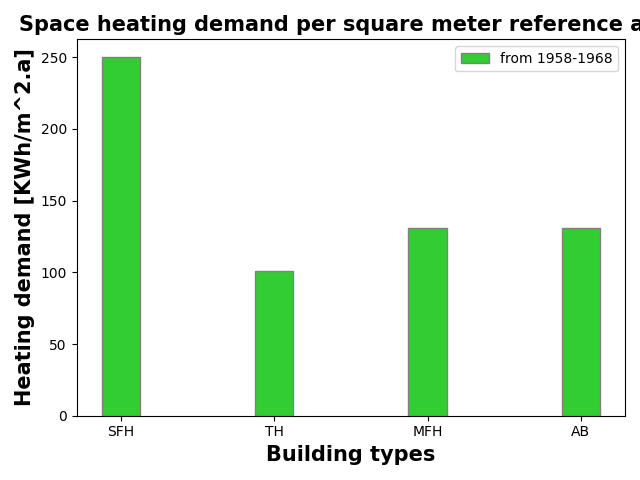 Space heating demand per square meter reference a
from 1958-1968
Heating demand [KWh/m^2.a]
250
200
150
100
50
0
SFH TH MFH AB
Building types